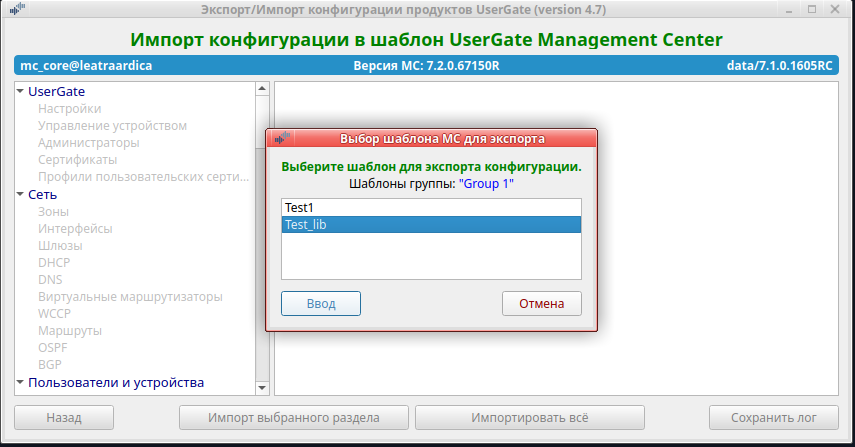 Экспорт/Импорт конфигурации продуктов UserGate (version 4.7)
Импорт конфигурации в шаблон UserGate Management Center
mc_core@leatraardica Версия МС: 7.2.0.67150R data/7.1.0.1605RC
UserGate
Настройки
Управление устройством
Администраторы
Сертификаты
Профили пользовательских серти...
Сеть
Зоны
Интерфейсы
Шлюзы
DHCP
DNS
Виртуальные маршрутизаторы
WCCP
Маршруты
OSPF
BGP
Пользователи и устройства
Выбор шаблона МС для экспорта
Выберите шаблон для экспорта конфигурации.
Шаблоны группы: "Group 1"
Test1
Test_lib
Ввод Отмена
Назад Импорт выбранного раздела Импортировать всё Сохранить лог